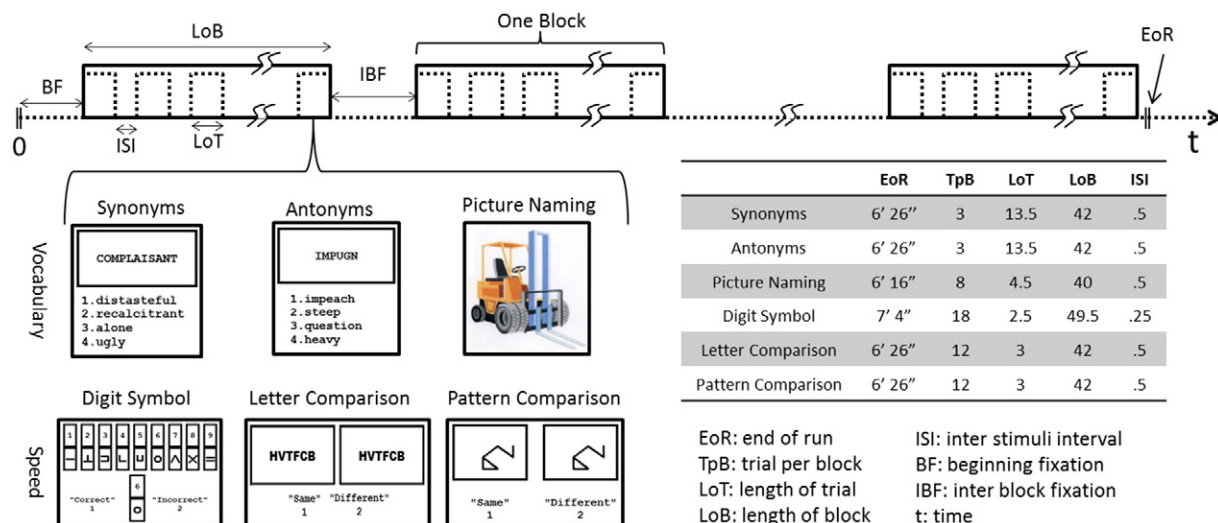 LoB
One Block
EoR
BF
IBF
ISI
LoT
0
t
Vocabulary
Synonyms
COMPLAISANT
1.distasteful
2.recalcitrant
3.alone
4.ugly
Antonyms
IMPUGN
1.impeach
2.steep
3.question
4.heavy
Picture Naming
Speed
Digit Symbol
1 2 3 4 5 6 7 8 9
6
"Correct" "Incorrect"
1 2
Letter Comparison
HVTFCB HVTFCB
"Same" "Different"
1 2
Pattern Comparison
"Same" "Different"
1 2
EoR TpB LoT LoB ISI
Synonyms 6' 26” 3 13.5 42 .5
Antonyms 6' 26” 3 13.5 42 .5
Picture Naming 6' 16” 8 4.5 40 .5
Digit Symbol 7' 4” 18 2.5 49.5 .25
Letter Comparison 6' 26” 12 3 42 .5
Pattern Comparison 6' 26” 12 3 42 .5
EoR: end of run
TpB: trial per block
LoT: length of trial
LoB: length of block
ISI: inter stimuli interval
BF: beginning fixation
IBF: inter block fixation
t: time